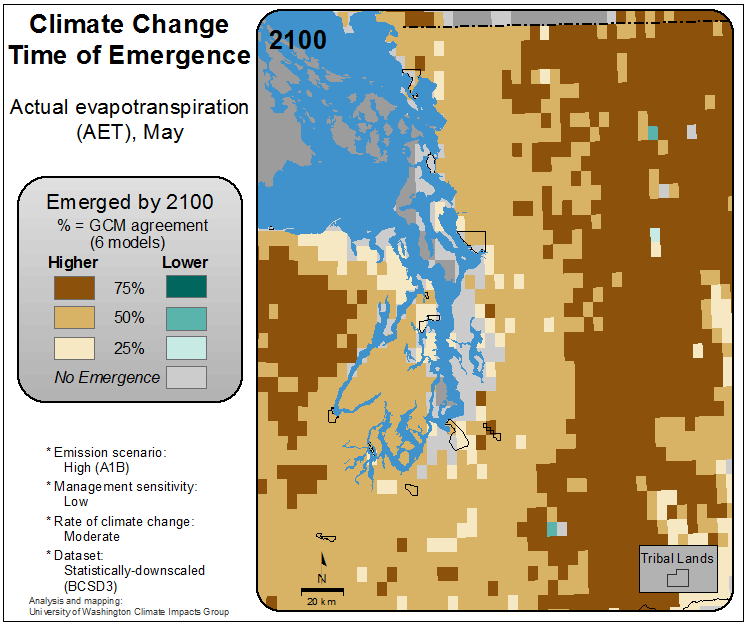 Climate Change
Time of Emergence
Actual evapotranspiration
(AET), May
Emerged by 2100
% = GCM agreement
(6 models)
Higher Lower
75%
50%
25%
No Emergence
* Emission scenario:
High (A1B)
* Management sensitivity:
Low
* Rate of climate change:
Moderate
* Dataset:
Statistically-downscaled
(BCSD3)
Analysis and mapping:
University of Washington Climate Impacts Group
2100
N
20 km
Tribal Lands